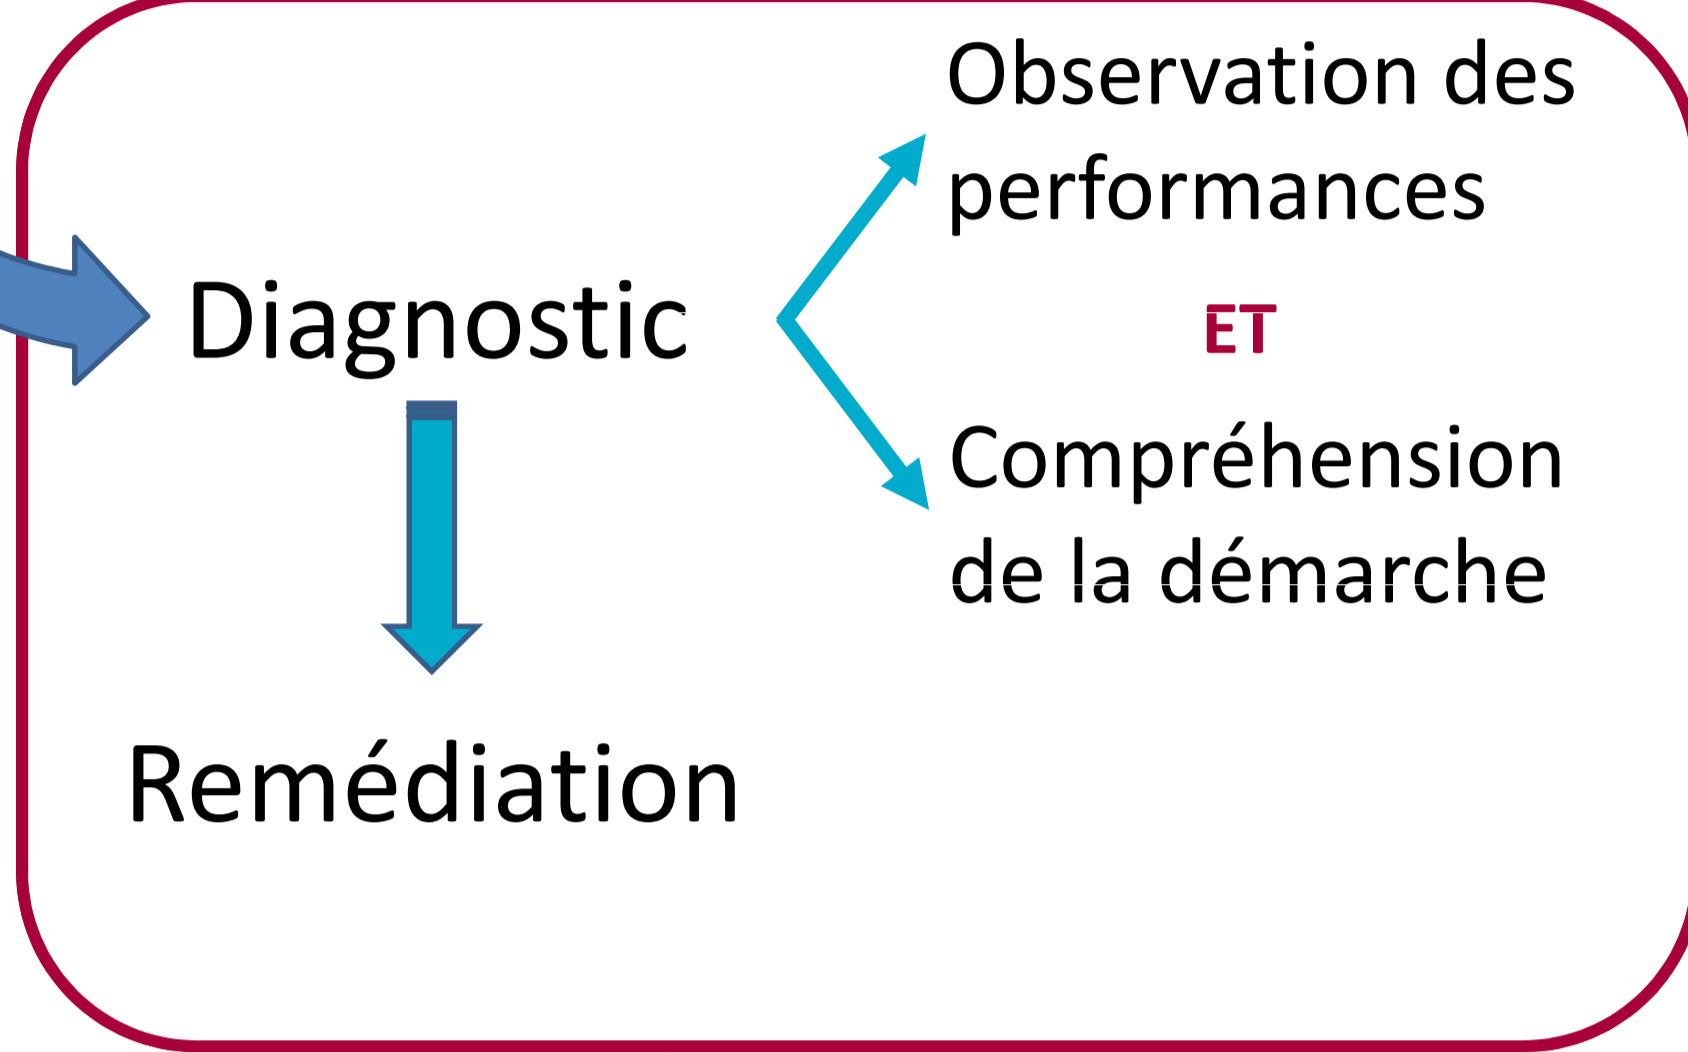 Observation des
performances
ET
Diagnostic
Compréhension
de la démarche
Remédiation